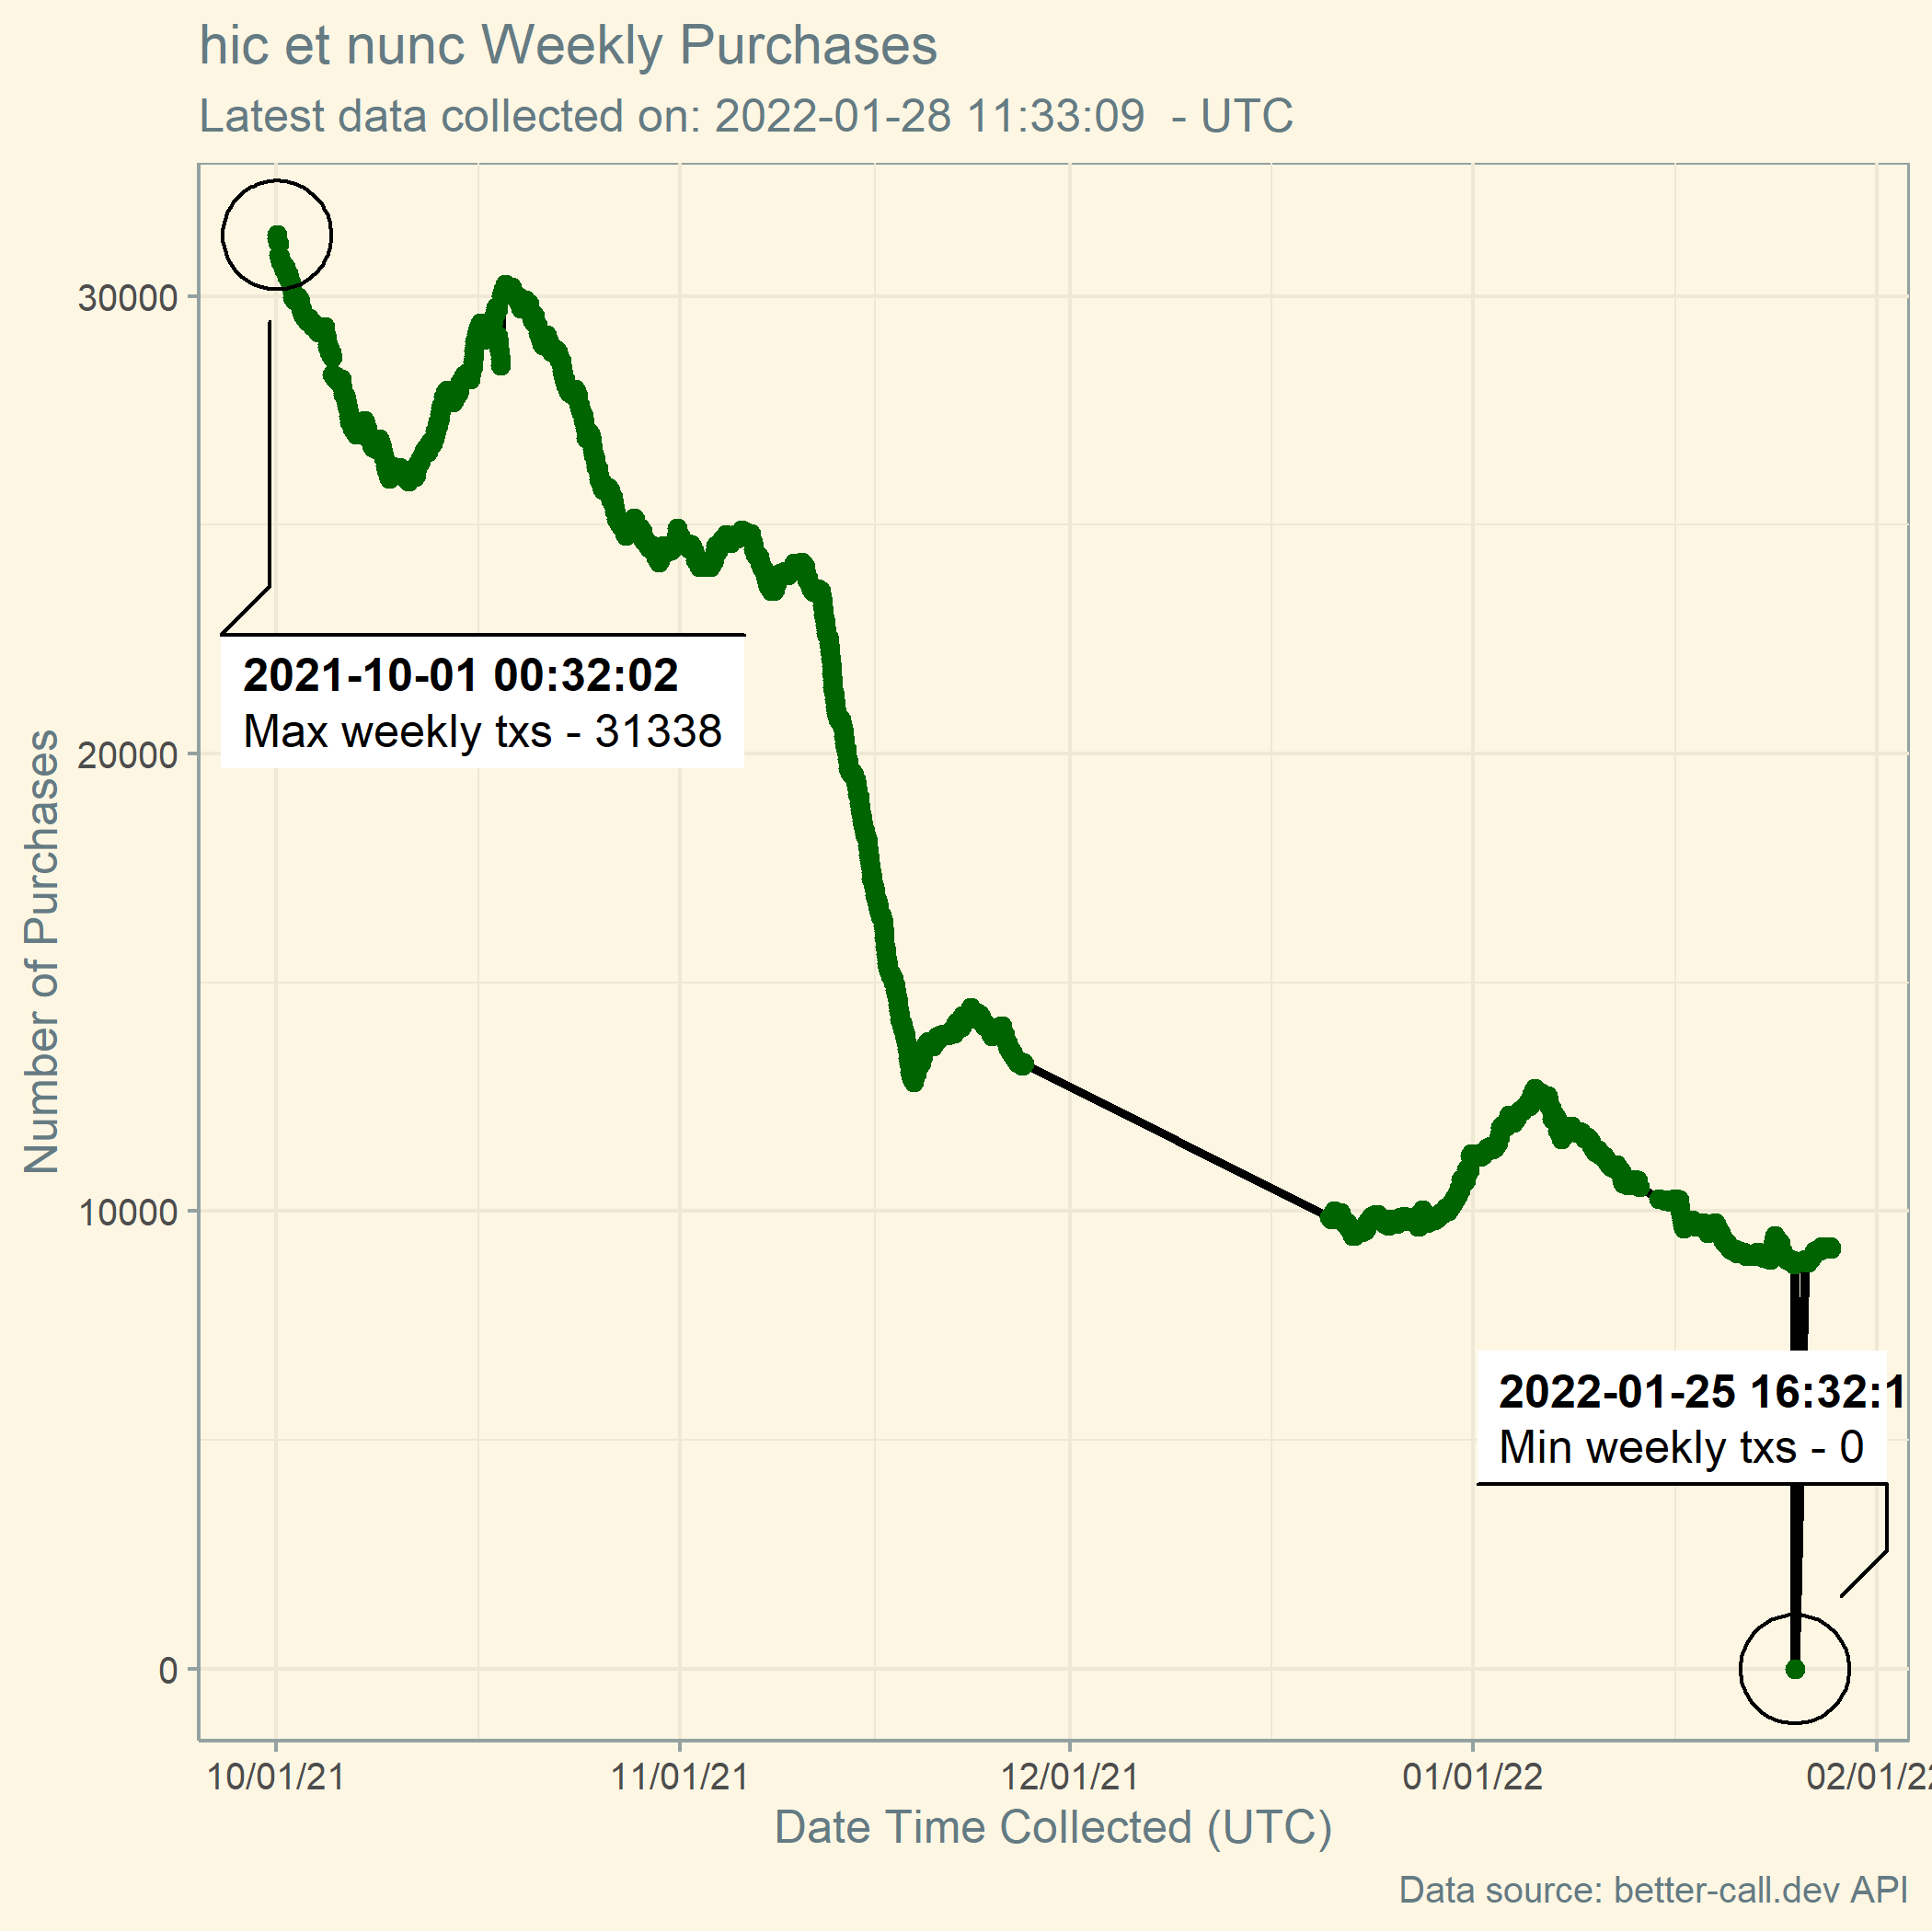 hic et nunc Weekly Purchases
Latest data collected on: 2022-01-28 11:33:09 - UTC
Number of Purchases
30000
20000
10000
0
2021-10-01 00:32:02
Max weekly txs - 31338
2022-01-25 16:32:1
Min weekly txs - 0
10/01/21
11/01/21
12/01/21
01/01/22
02/01/22
Date Time Collected (UTC)
Data source: better-call.dev API